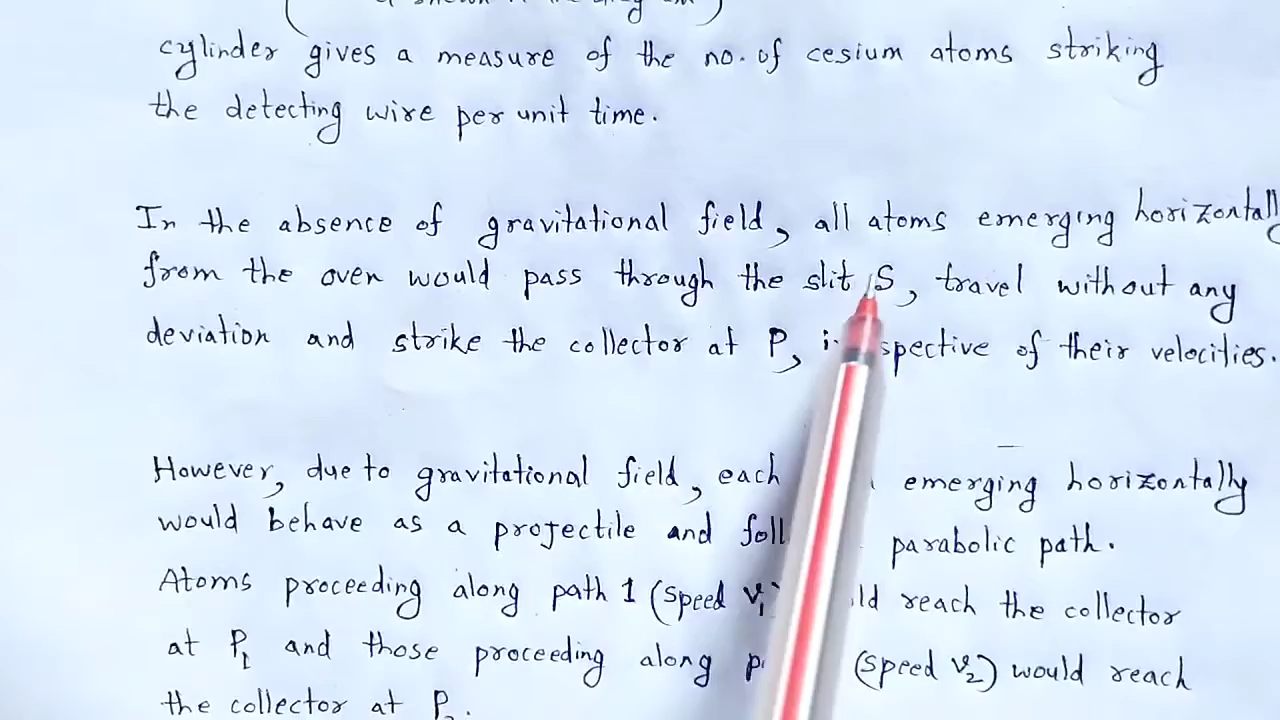 cylinder gives a measure of the no. of cesium atoms striking
the detecting wire per unit time.
In the absence of gravitational field, all atoms emerging horizontall
from the oven would pass through the slit S, travel without any
deviation and strike the collector at P, spective of their velocities.
However, due to gravitational field, each emerging horizontally
would behave as a projectile and foll parabolic path.
Atoms proceeding along path 1 (speed v₁) ld reach the collector
at P₁ and those proceeding along p (speed v₂) would reach
the collector at P₂.